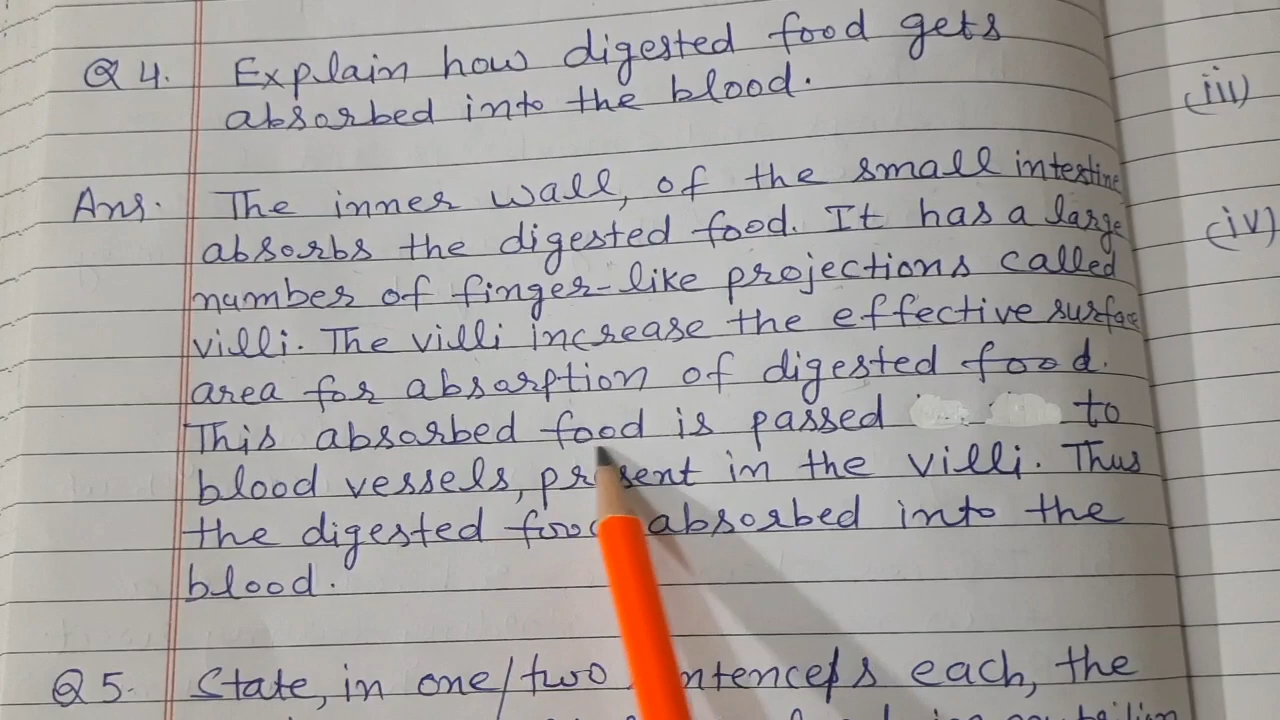 Q 4. Explain how digested food gets
absorbed into the blood.
(iii)
Ans. The inner wall, of the small intestine
absorbs the digested food. It has a large
(iv)
number of finger-like projections called
villi. The villi increase the effective surface
area for absorption of digested food.
This absorbed food is passed to
blood vessels, present in the villi. Thus
the digested food absorbed into the
blood.
Q 5. State, in one/two sentence/s each, the